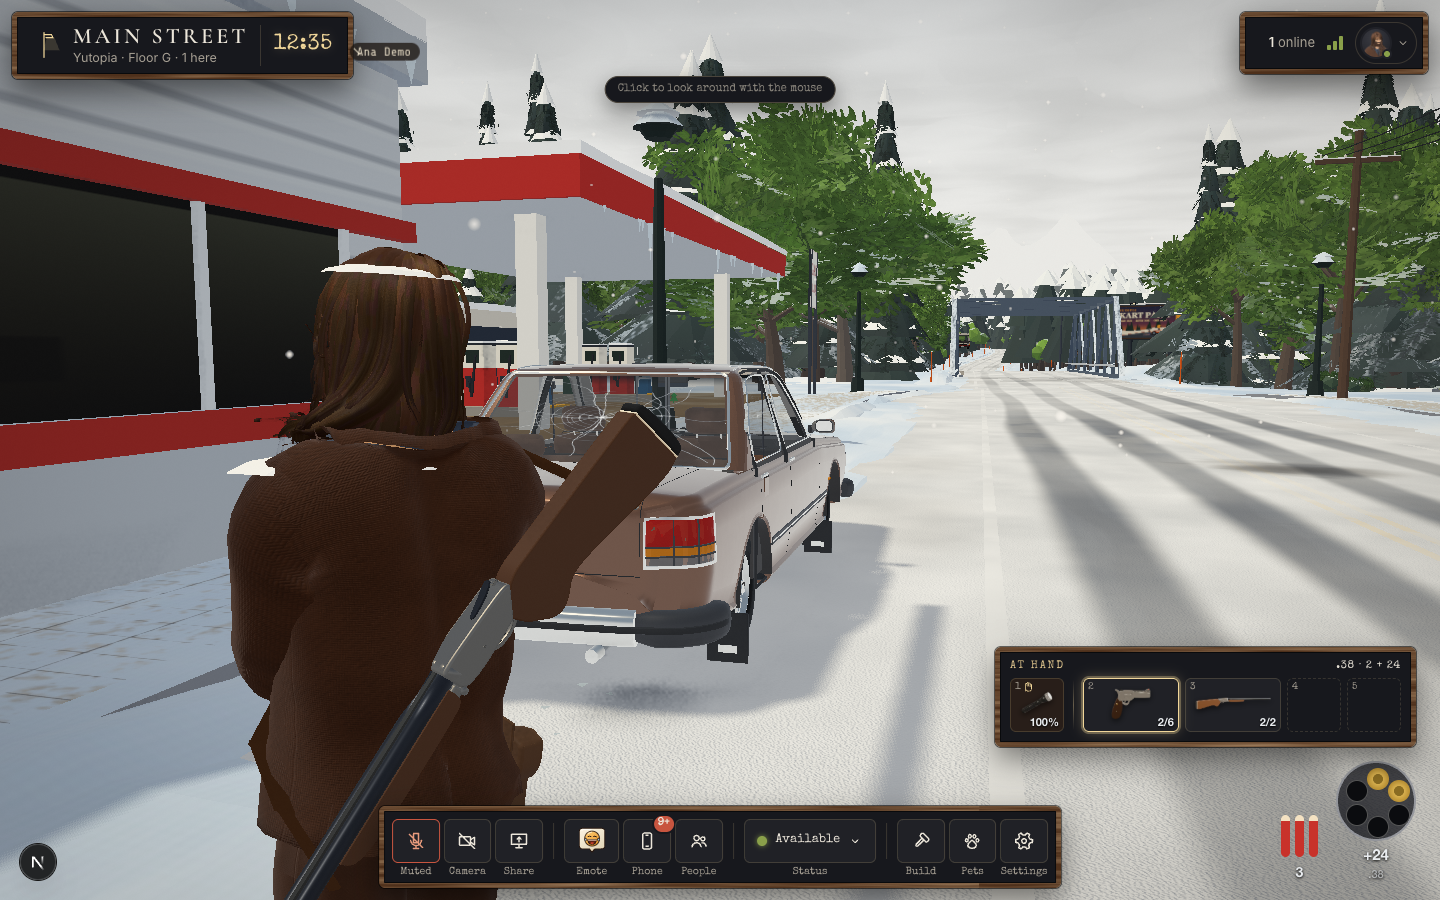 MAIN STREET
Yutopia · Floor G · 1 here
12:35
Ana Demo
Click to look around with the mouse
1 online
KART
AT HAND
.38 · 2 + 24
1
100%
2
2/6
3
2/2
4
5
9+
Available
Muted
Camera
Share
Emote
Phone
People
Status
Build
Pets
Settings
N
3
+24
.38